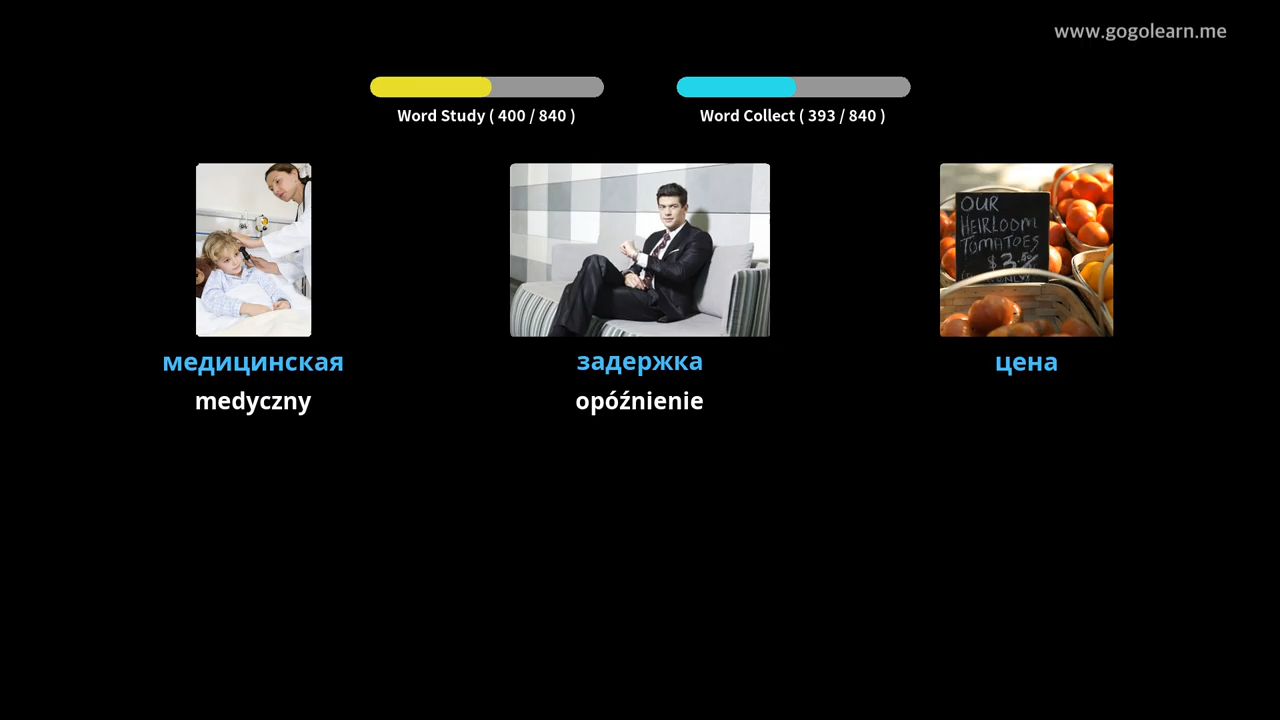 www.gogolearn.me
Word Study ( 400 / 840 )
Word Collect ( 393 / 840 )
OUR
HEIRLOOM
TOMATOES
$3.
медицинская
задержка
цена
medyczny
opóźnienie